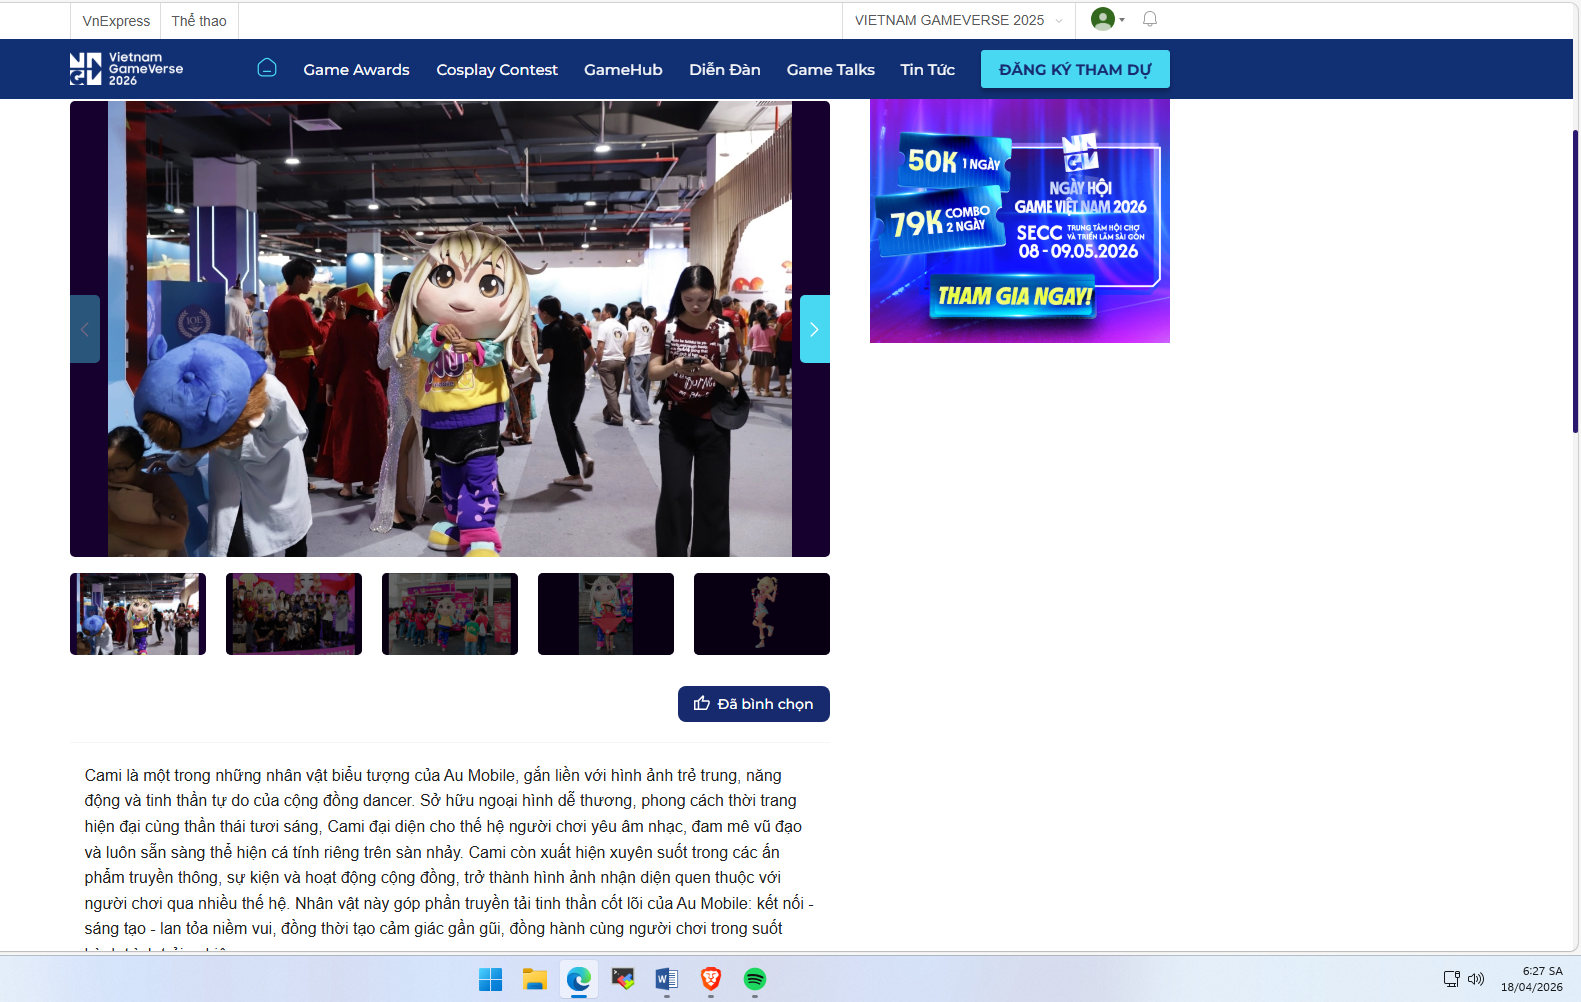 VnExpress
Thể thao
VIETNAM GAMEVERSE 2025
Vietnam
GameVerse
2026
Game Awards
Cosplay Contest
GameHub
Diễn Đàn
Game Talks
Tin Tức
ĐĂNG KÝ THAM DỰ
50K 1 NGÀY
79K COMBO
2 NGÀY
NGÀY HỘI
GAME VIỆT NAM 2026
SECC TRUNG TÂM HỘI CHỢ
VÀ TRIỂN LÃM SÀI GÒN
08 - 09.05.2026
THAM GIA NGAY!
Đã bình chọn
Cami là một trong những nhân vật biểu tượng của Au Mobile, gắn liền với hình ảnh trẻ trung, năng
động và tinh thần tự do của cộng đồng dancer. Sở hữu ngoại hình dễ thương, phong cách thời trang
hiện đại cùng thần thái tươi sáng, Cami đại diện cho thế hệ người chơi yêu âm nhạc, đam mê vũ đạo
và luôn sẵn sàng thể hiện cá tính riêng trên sàn nhảy. Cami còn xuất hiện xuyên suốt trong các ấn
phẩm truyền thông, sự kiện và hoạt động cộng đồng, trở thành hình ảnh nhận diện quen thuộc với
người chơi qua nhiều thế hệ. Nhân vật này góp phần truyền tải tinh thần cốt lõi của Au Mobile: kết nối -
sáng tạo - lan tỏa niềm vui, đồng thời tạo cảm giác gần gũi, đồng hành cùng người chơi trong suốt
6:27 SA
18/04/2026